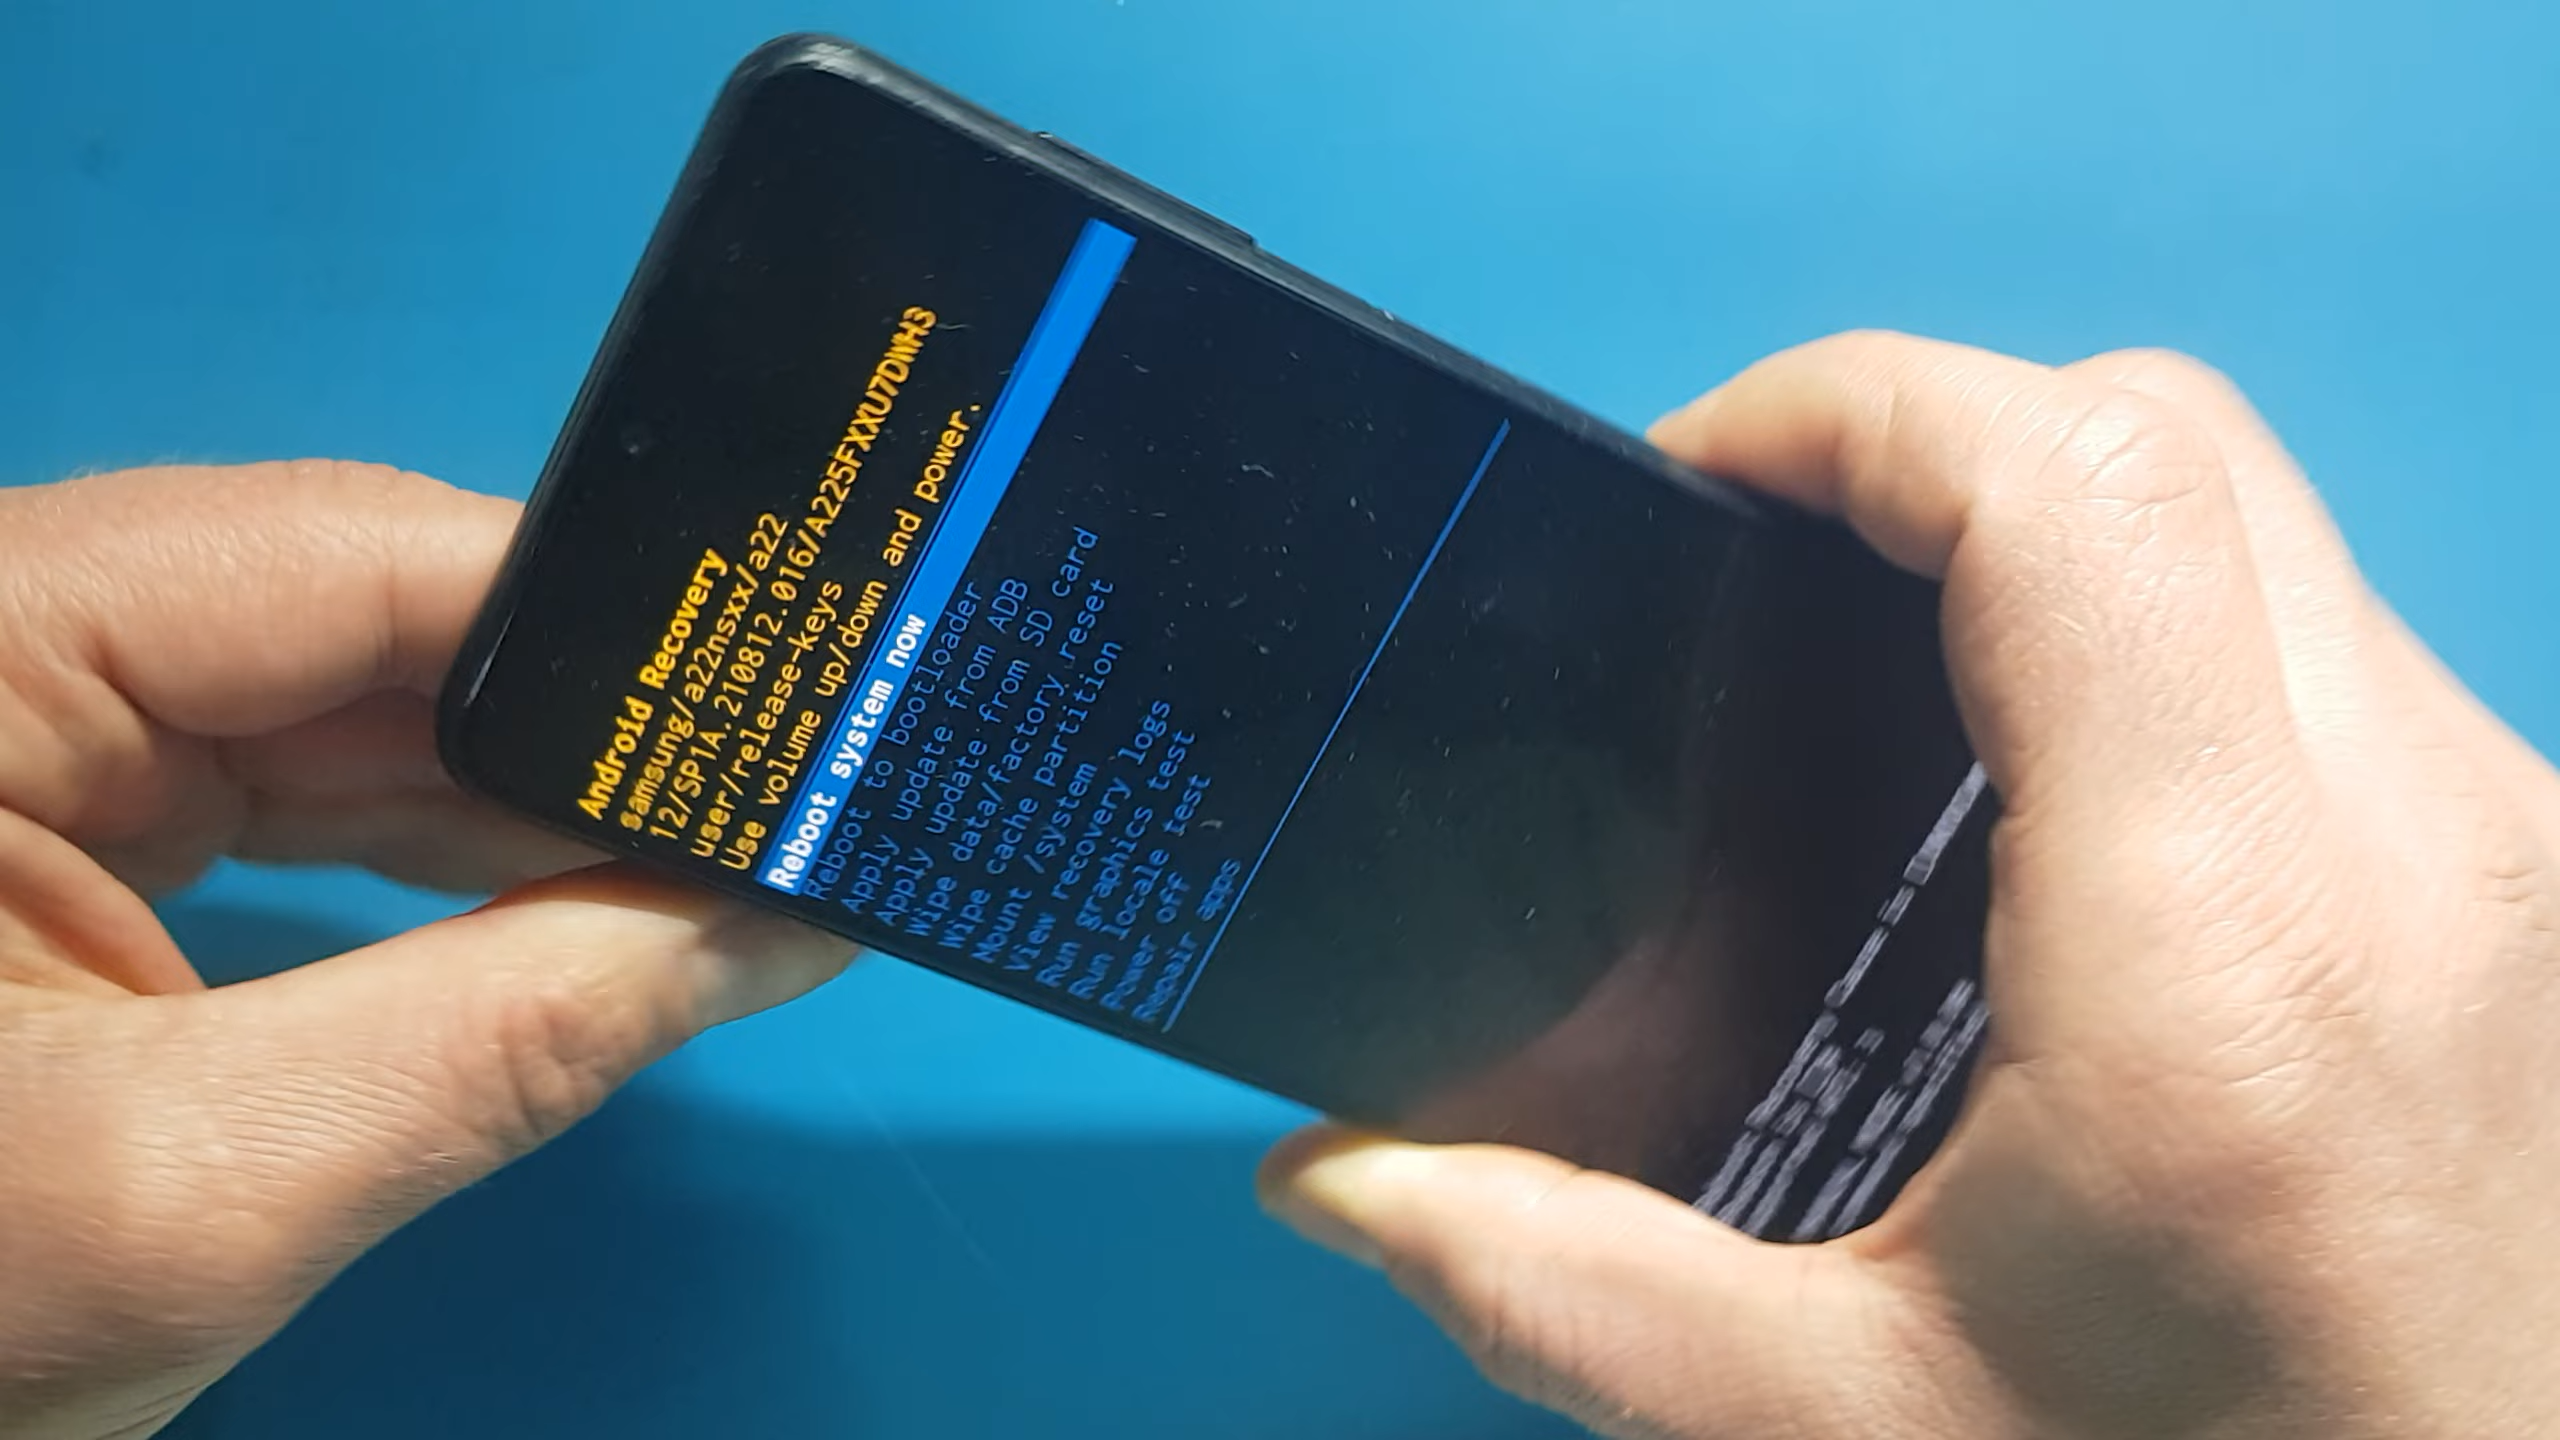 Android Recovery
samsung/a22nsxx/a22
12/SP1A.210812.016/A225FXXU7DWH3
user/release-keys
Use volume up/down and power.
Reboot system now
Reboot to bootloader
Apply update from ADB
Apply update from SD card
Wipe data/factory reset
Wipe cache partition
Mount /system
View recovery logs
Run graphics test
Run locale test
Power off
Repair apps